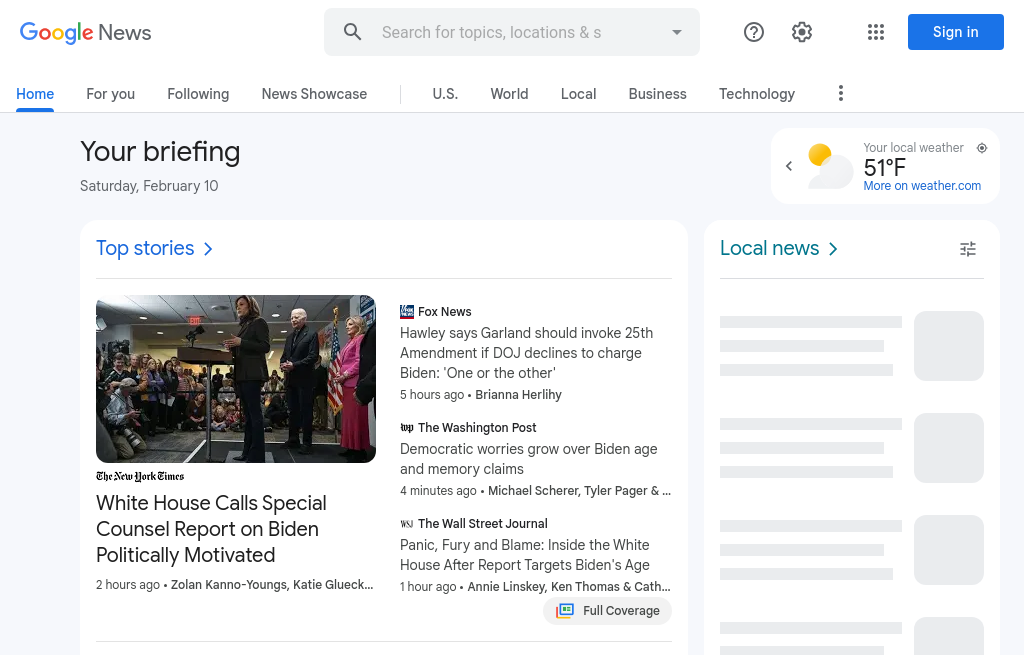 Google News
Search for topics, locations & s
Sign in
Home
For you
Following
News Showcase
U.S.
World
Local
Business
Technology
Your briefing
Saturday, February 10
Your local weather
51°F
More on weather.com
Top stories
The New York Times
White House Calls Special
Counsel Report on Biden
Politically Motivated
2 hours ago • Zolan Kanno-Youngs, Katie Glueck...
Fox News
Hawley says Garland should invoke 25th
Amendment if DOJ declines to charge
Biden: 'One or the other'
5 hours ago • Brianna Herlihy
wp The Washington Post
Democratic worries grow over Biden age
and memory claims
4 minutes ago • Michael Scherer, Tyler Pager & ...
WSJ The Wall Street Journal
Panic, Fury and Blame: Inside the White
House After Report Targets Biden's Age
1 hour ago • Annie Linskey, Ken Thomas & Cath...
Full Coverage
Local news